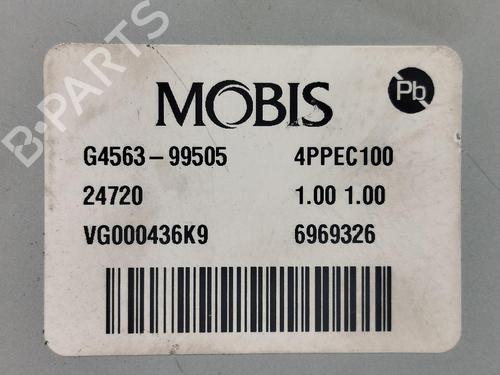 B-PARTS
Pb
MOBIS
G4563-99505 4PPEC100
24720 1.00 1.00
VG000436K9 6969326